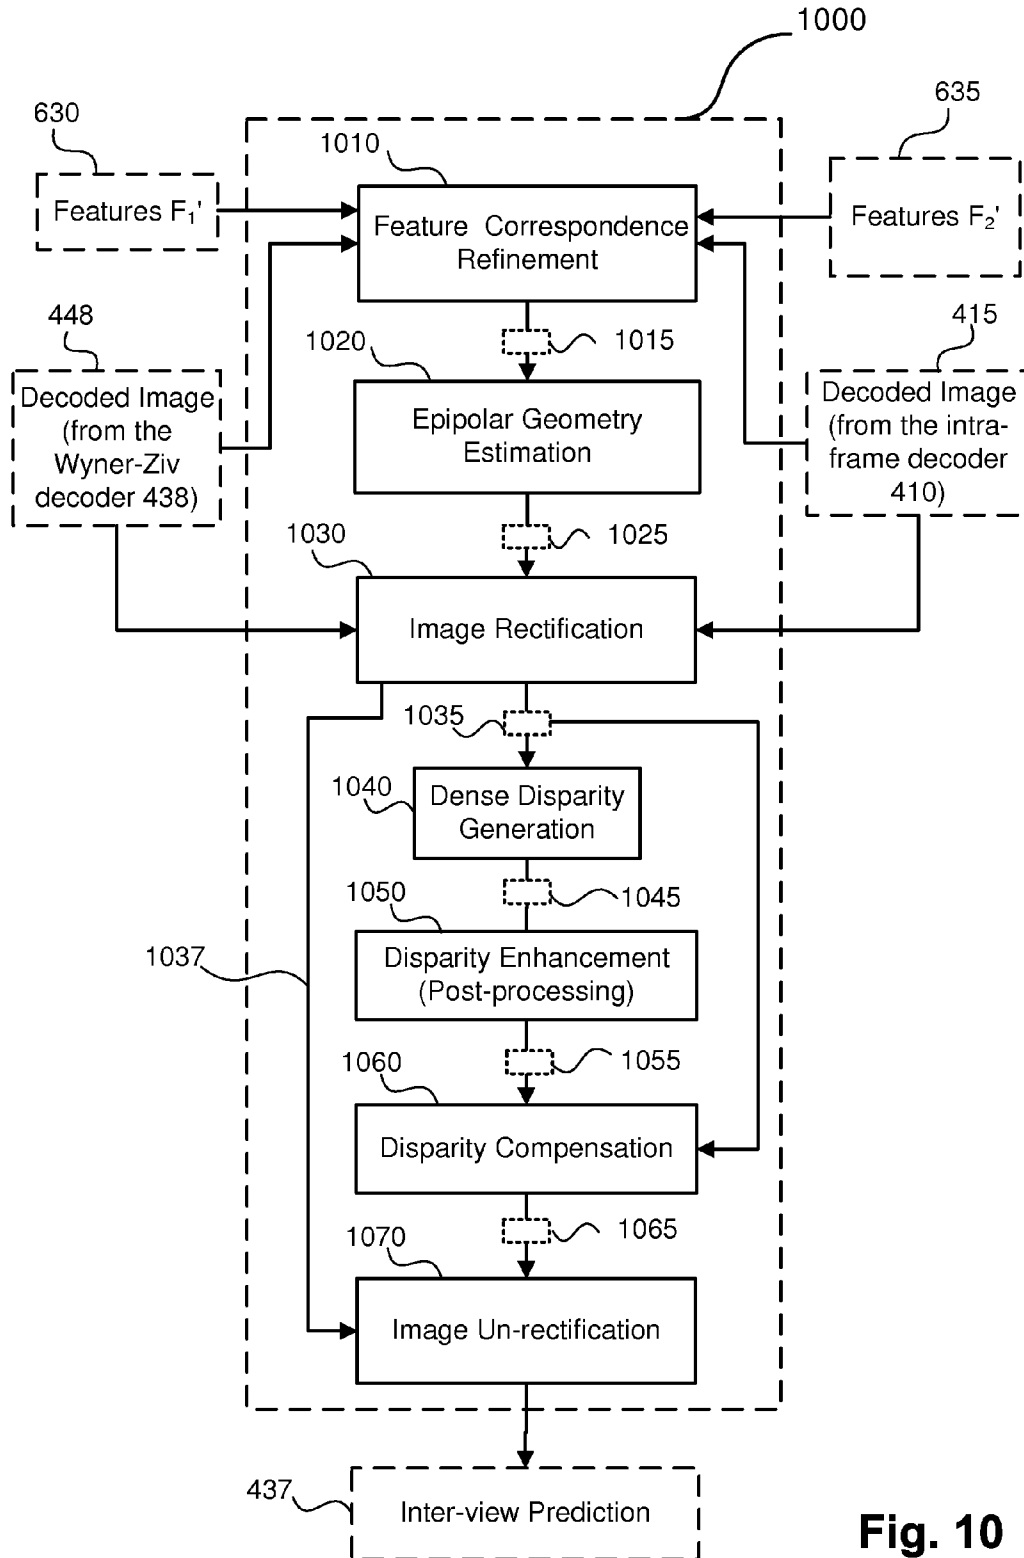 1000
630
635
1010
Features F₁'
Feature Correspondence
Refinement
Features F₂'
448
415
1020
1015
Decoded Image
(from the
Wyner-Ziv
decoder 438)
Epipolar Geometry
Estimation
Decoded Image
(from the intra-
frame decoder
410)
1030
1025
Image Rectification
1035
1040
Dense Disparity
Generation
1050
1045
1037
Disparity Enhancement
(Post-processing)
1060
1055
Disparity Compensation
1070
1065
Image Un-rectification
437
Inter-view Prediction
Fig. 10